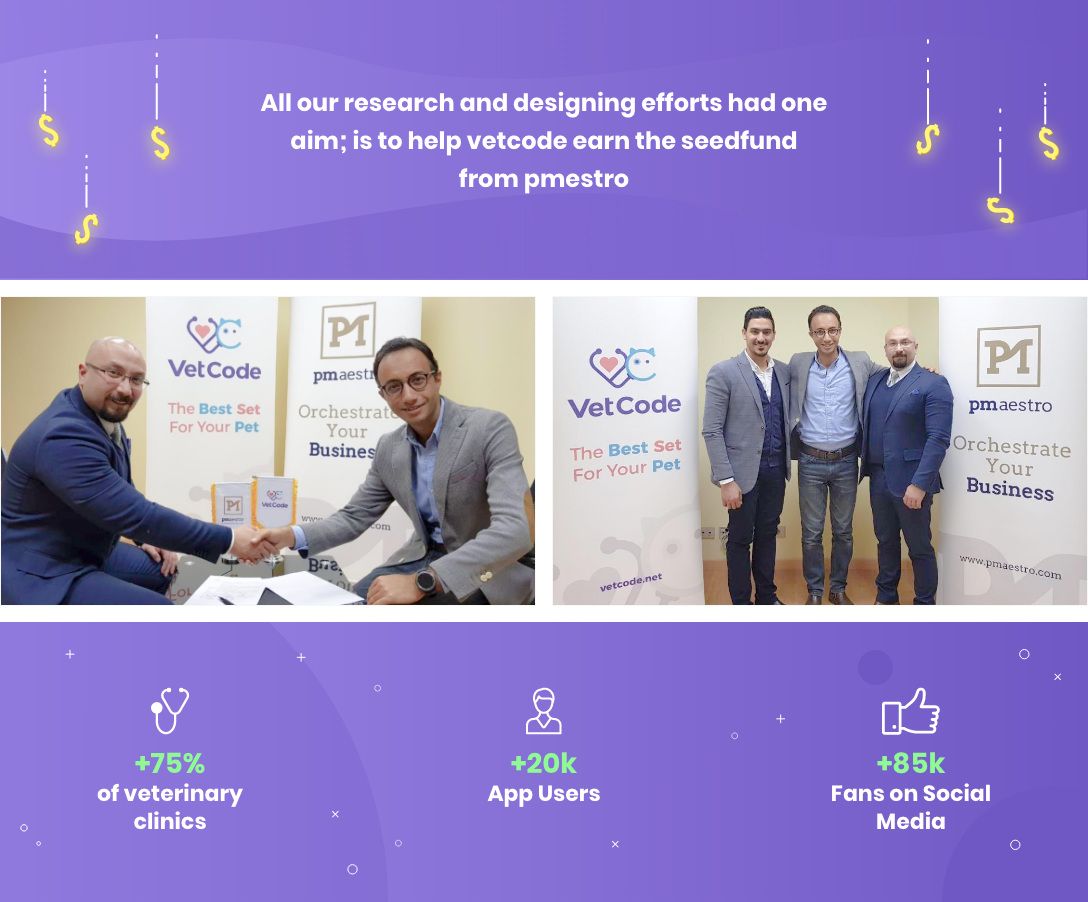 All our research and designing efforts had one
aim; is to help vetcode earn the seedfund
from pmestro
VetCode
The Best Set
For Your Pet
PM
pmaestro
Orchestrate
Your
Business
PM
pmaestro
VetCode
www.
.com
VetCode
The Best Set
For Your Pet
vetcode.net
PM
pmaestro
Orchestrate
Your
Business
www.pmaestro.com
+75%
of veterinary
clinics
+20k
App Users
+85k
Fans on Social
Media